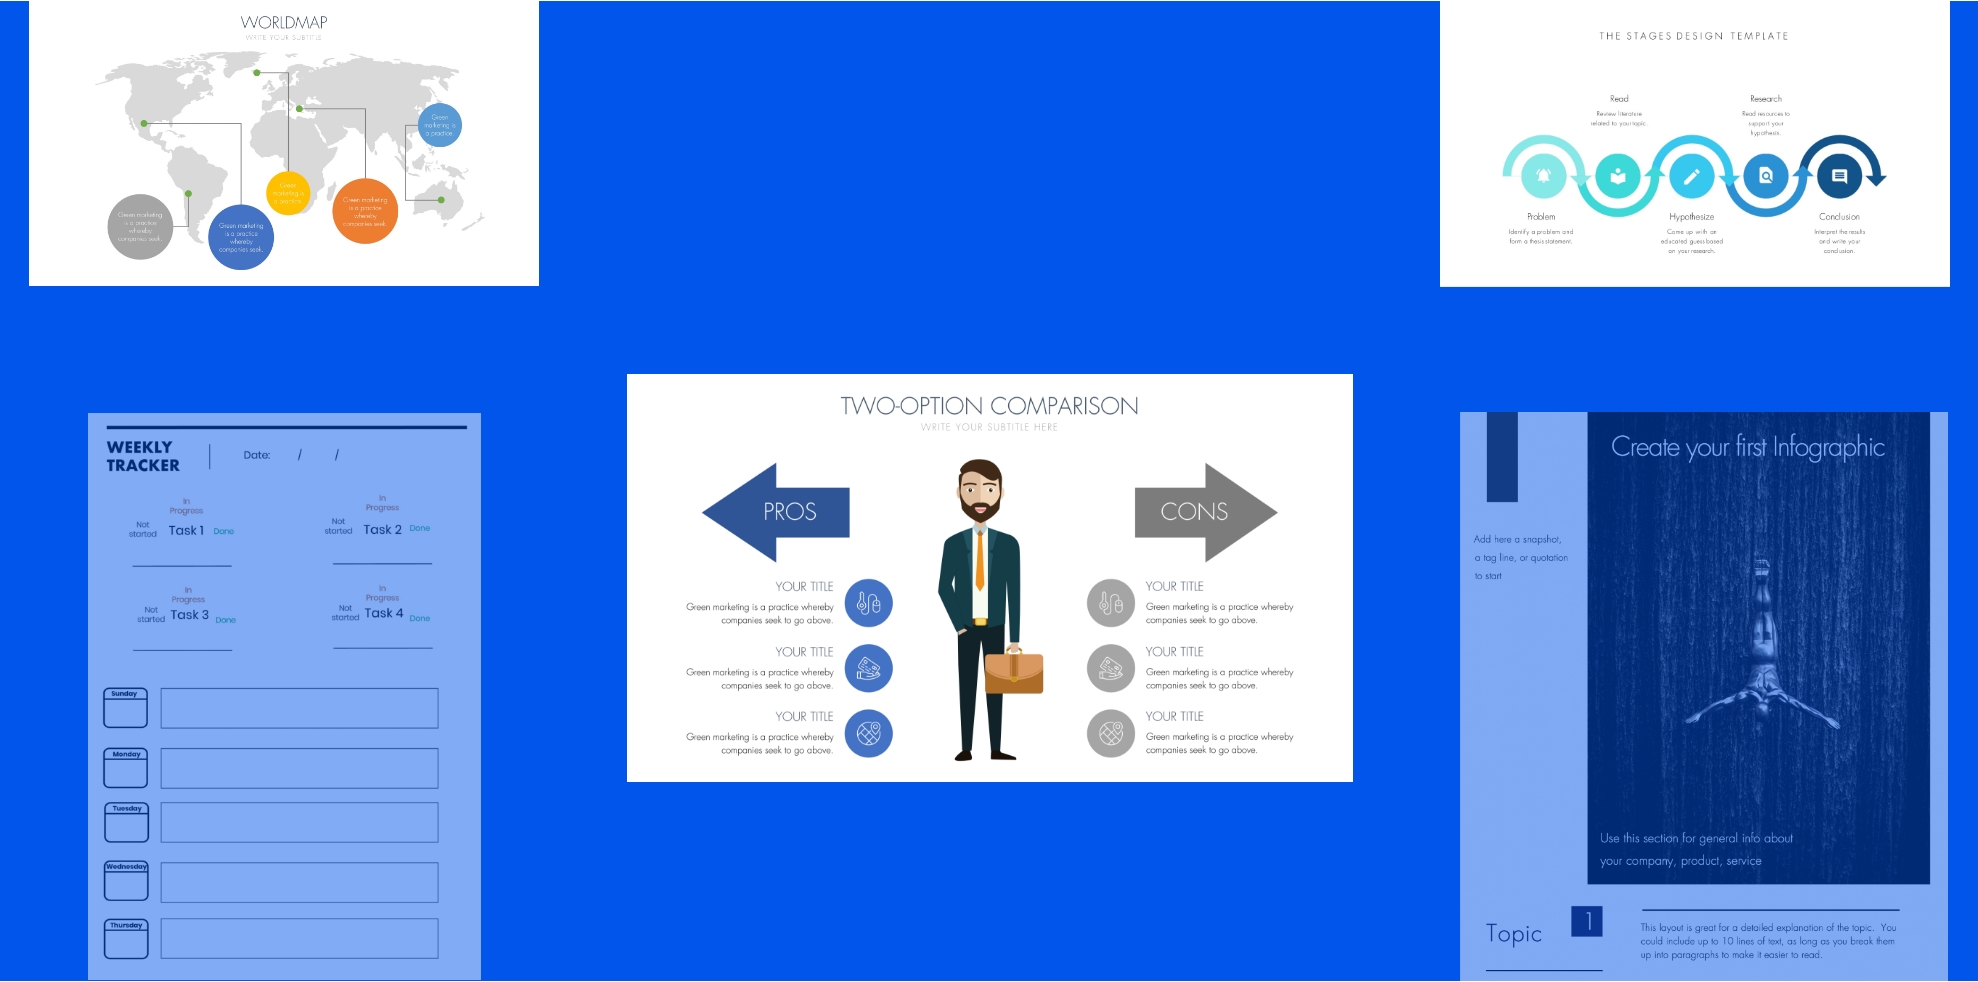 WORLDMAP
WRITE YOUR SUBTITLE
Green
marketing is
a practice.
Green
marketing is
a practice.
Green marketing
is a practice
whereby
companies seek.
Green marketing
is a practice
whereby
companies seek.
Green marketing
is a practice
whereby
companies seek.
THE STAGES DESIGN TEMPLATE
Read
Review literature
related to your topic.
Research
Read resources to
support your
hypothesis.
Problem
Identify a problem and
form a thesis statement.
Hypothesize
Come up with an
educated guess based
on your research.
Conclusion
Interpret the results
and write your
conclusion.
WEEKLY
TRACKER
Date: / /
In
Progress
Not
started
Task 1
Done
In
Progress
Not
started
Task 2
Done
In
Progress
Not
started
Task 3
Done
In
Progress
Not
started
Task 4
Done
Sunday
Monday
Tuesday
Wednesday
Thursday
TWO-OPTION COMPARISON
WRITE YOUR SUBTITLE HERE
PROS
YOUR TITLE
Green marketing is a practice whereby
companies seek to go above.
YOUR TITLE
Green marketing is a practice whereby
companies seek to go above.
YOUR TITLE
Green marketing is a practice whereby
companies seek to go above.
CONS
YOUR TITLE
Green marketing is a practice whereby
companies seek to go above.
YOUR TITLE
Green marketing is a practice whereby
companies seek to go above.
YOUR TITLE
Green marketing is a practice whereby
companies seek to go above.
Create your first Infographic
Add here a snapshot,
a tag line, or quotation
to start
Use this section for general info about
your company, product, service
Topic
1
This layout is great for a detailed explanation of the topic. You
could include up to 10 lines of text, as long as you break them
up into paragraphs to make it easier to read.